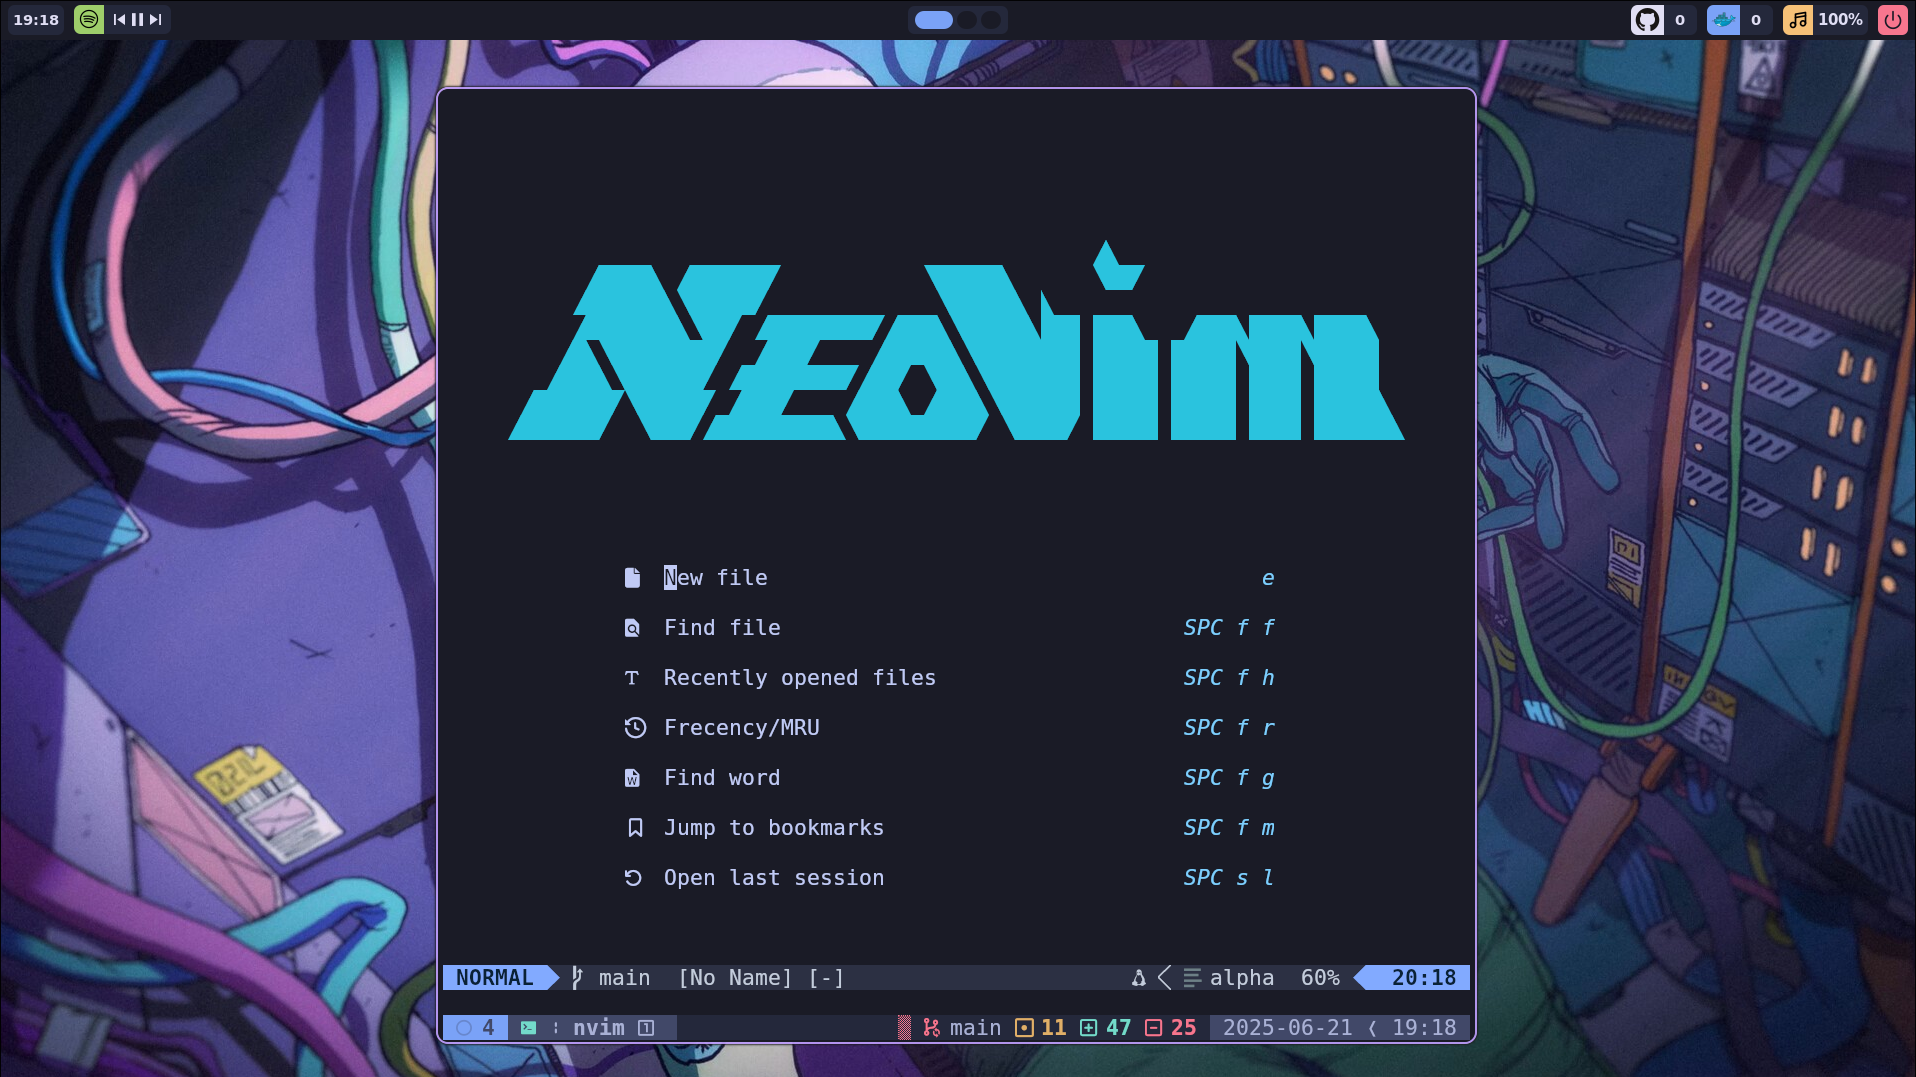 19:18
0
0
100%
Neovim
New file e
Find file SPC f f
Recently opened files SPC f h
Frecency/MRU SPC f r
Find word SPC f g
Jump to bookmarks SPC f m
Open last session SPC s l
NORMAL main [No Name] [-] alpha 60% 20:18
4 nvim 1 main 11 47 25 2025-06-21 19:18